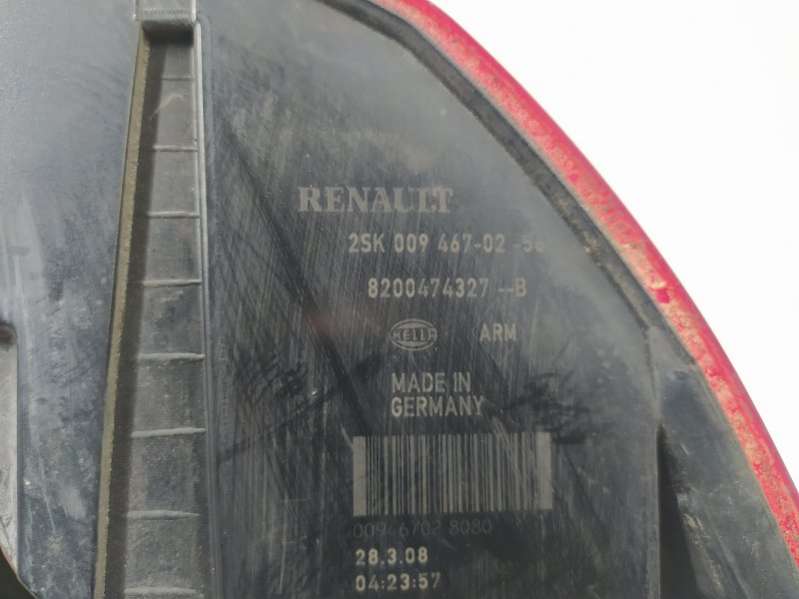 RENAULT
2SK 009 467-02
8200474327 --B
HELLA ARM
MADE IN
GERMANY
28.3.08
04:23:57